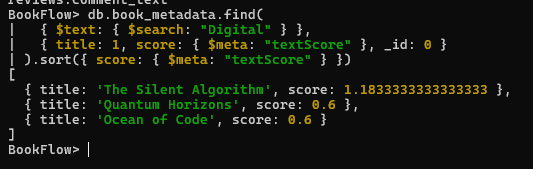 reviews.comment_text
BookFlow> db.book_metadata.find(
|   { $text: { $search: "Digital" } },
|   { title: 1, score: { $meta: "textScore" }, _id: 0 }
| ).sort({ score: { $meta: "textScore" } })
[
  { title: 'The Silent Algorithm', score: 1.1833333333333333 },
  { title: 'Quantum Horizons', score: 0.6 },
  { title: 'Ocean of Code', score: 0.6 }
]
BookFlow>